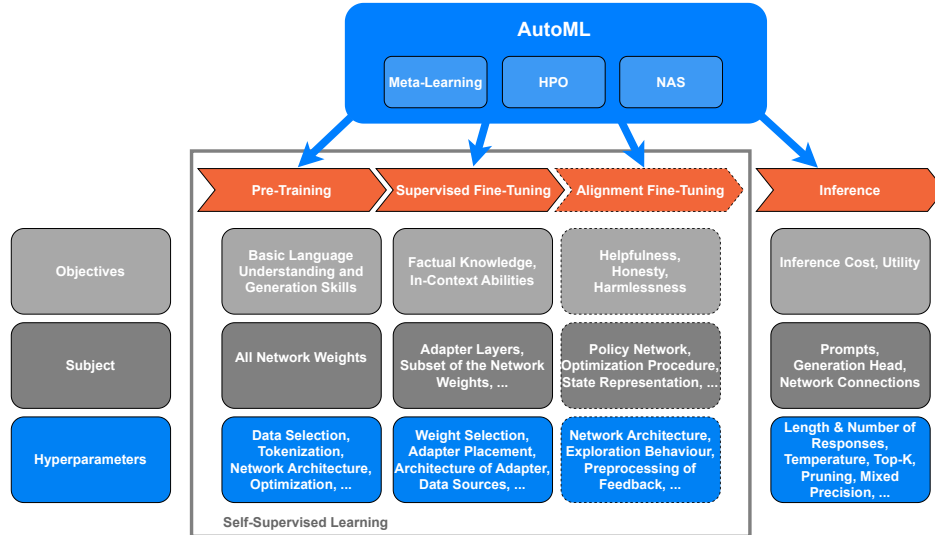 AutoML
Meta-Learning
HPO
NAS
Pre-Training
Supervised Fine-Tuning
Alignment Fine-Tuning
Inference
Objectives
Basic Language
Understanding and
Generation Skills
Factual Knowledge,
In-Context Abilities
Helpfulness,
Honesty,
Harmlessness
Inference Cost, Utility
Subject
All Network Weights
Adapter Layers,
Subset of the Network
Weights, ...
Policy Network,
Optimization Procedure,
State Representation, ...
Prompts,
Generation Head,
Network Connections
Hyperparameters
Data Selection,
Tokenization,
Network Architecture,
Optimization, ...
Weight Selection,
Adapter Placement,
Architecture of Adapter,
Data Sources, ...
Network Architecture,
Exploration Behaviour,
Preprocessing of
Feedback, ...
Length & Number of
Responses,
Temperature, Top-K,
Pruning, Mixed
Precision, ...
Self-Supervised Learning